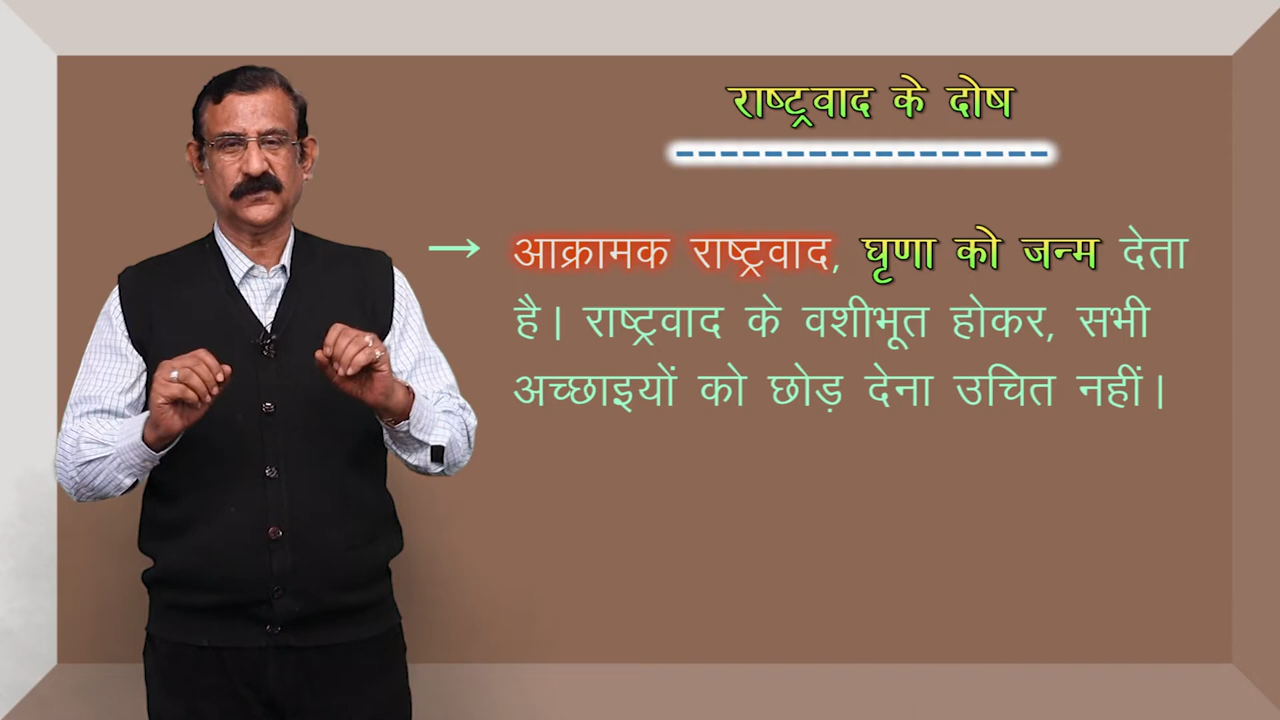 राष्ट्रवाद के दोष
→ आक्रामक राष्ट्रवाद, घृणा को जन्म देता
है। राष्ट्रवाद के वशीभूत होकर, सभी
अच्छाइयों को छोड़ देना उचित नहीं।